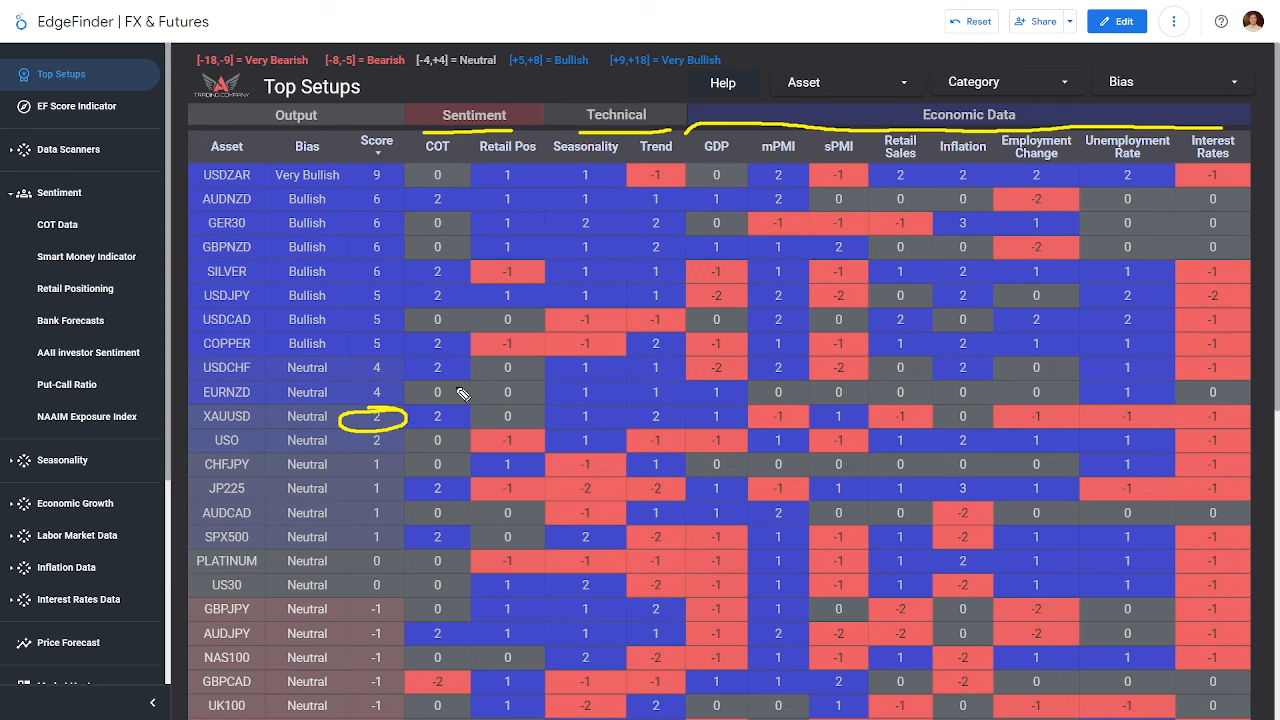 EdgeFinder | FX & Futures
Reset
Share
Edit
Top Setups
EF Score Indicator
Data Scanners
Sentiment
COT Data
Smart Money Indicator
Retail Positioning
Bank Forecasts
AAII investor Sentiment
Put-Call Ratio
NAAIM Exposure Index
Seasonality
Economic Growth
Labor Market Data
Inflation Data
Interest Rates Data
Price Forecast
[-18,-9] = Very Bearish [-8,-5] = Bearish [-4,+4] = Neutral [+5,+8] = Bullish [+9,+18] = Very Bullish
TRADING COMPANY
Top Setups
Help Asset Category Bias
Output Sentiment Technical Economic Data
Asset Bias Score COT Retail Pos Seasonality Trend GDP mPMI sPMI Retail Sales Inflation Employment Change Unemployment Rate Interest Rates
USDZAR Very Bullish 9 0 1 1 -1 0 2 -1 2 2 2 2 -1
AUDNZD Bullish 6 2 1 1 1 1 2 0 0 0 -2 0 0
GER30 Bullish 6 0 1 2 2 0 -1 -1 -1 3 1 0 0
GBPNZD Bullish 6 0 1 1 2 1 1 2 0 0 -2 0 0
SILVER Bullish 6 2 -1 1 1 -1 1 -1 1 2 1 1 -1
USDJPY Bullish 5 2 1 1 1 -2 2 -2 0 2 0 2 -2
USDCAD Bullish 5 0 0 -1 -1 0 2 0 2 0 2 2 -1
COPPER Bullish 5 2 -1 -1 2 -1 1 -1 1 2 1 1 -1
USDCHF Neutral 4 2 0 1 1 -2 2 -2 0 2 0 1 -1
EURNZD Neutral 4 0 0 1 1 1 0 0 0 0 0 1 0
XAUUSD Neutral 2 2 0 1 2 1 -1 1 -1 0 -1 -1 -1
USO Neutral 2 0 -1 1 -1 -1 1 -1 1 2 1 1 -1
CHFJPY Neutral 1 0 1 -1 1 0 0 0 0 0 0 1 -1
JP225 Neutral 1 2 -1 -2 -2 1 -1 1 1 3 1 -1 -1
AUDCAD Neutral 1 0 0 -1 1 1 2 0 0 -2 0 0 0
SPX500 Neutral 1 2 0 2 -2 -1 1 -1 1 -2 1 1 -1
PLATINUM Neutral 0 0 -1 -1 -1 -1 1 -1 1 2 1 1 -1
US30 Neutral 0 0 1 2 -2 -1 1 -1 1 -2 1 1 -1
GBPJPY Neutral -1 0 1 1 2 -1 1 0 -2 0 -2 0 -1
AUDJPY Neutral -1 2 1 1 1 -1 2 -2 -2 0 -2 0 -1
NAS100 Neutral -1 0 0 2 -2 -1 1 -1 1 -2 1 1 -1
GBPCAD Neutral -1 -2 1 -1 -1 1 1 2 0 -2 0 0 0
UK100 Neutral -1 0 1 -2 2 0 0 1 -1 0 -1 -1 0